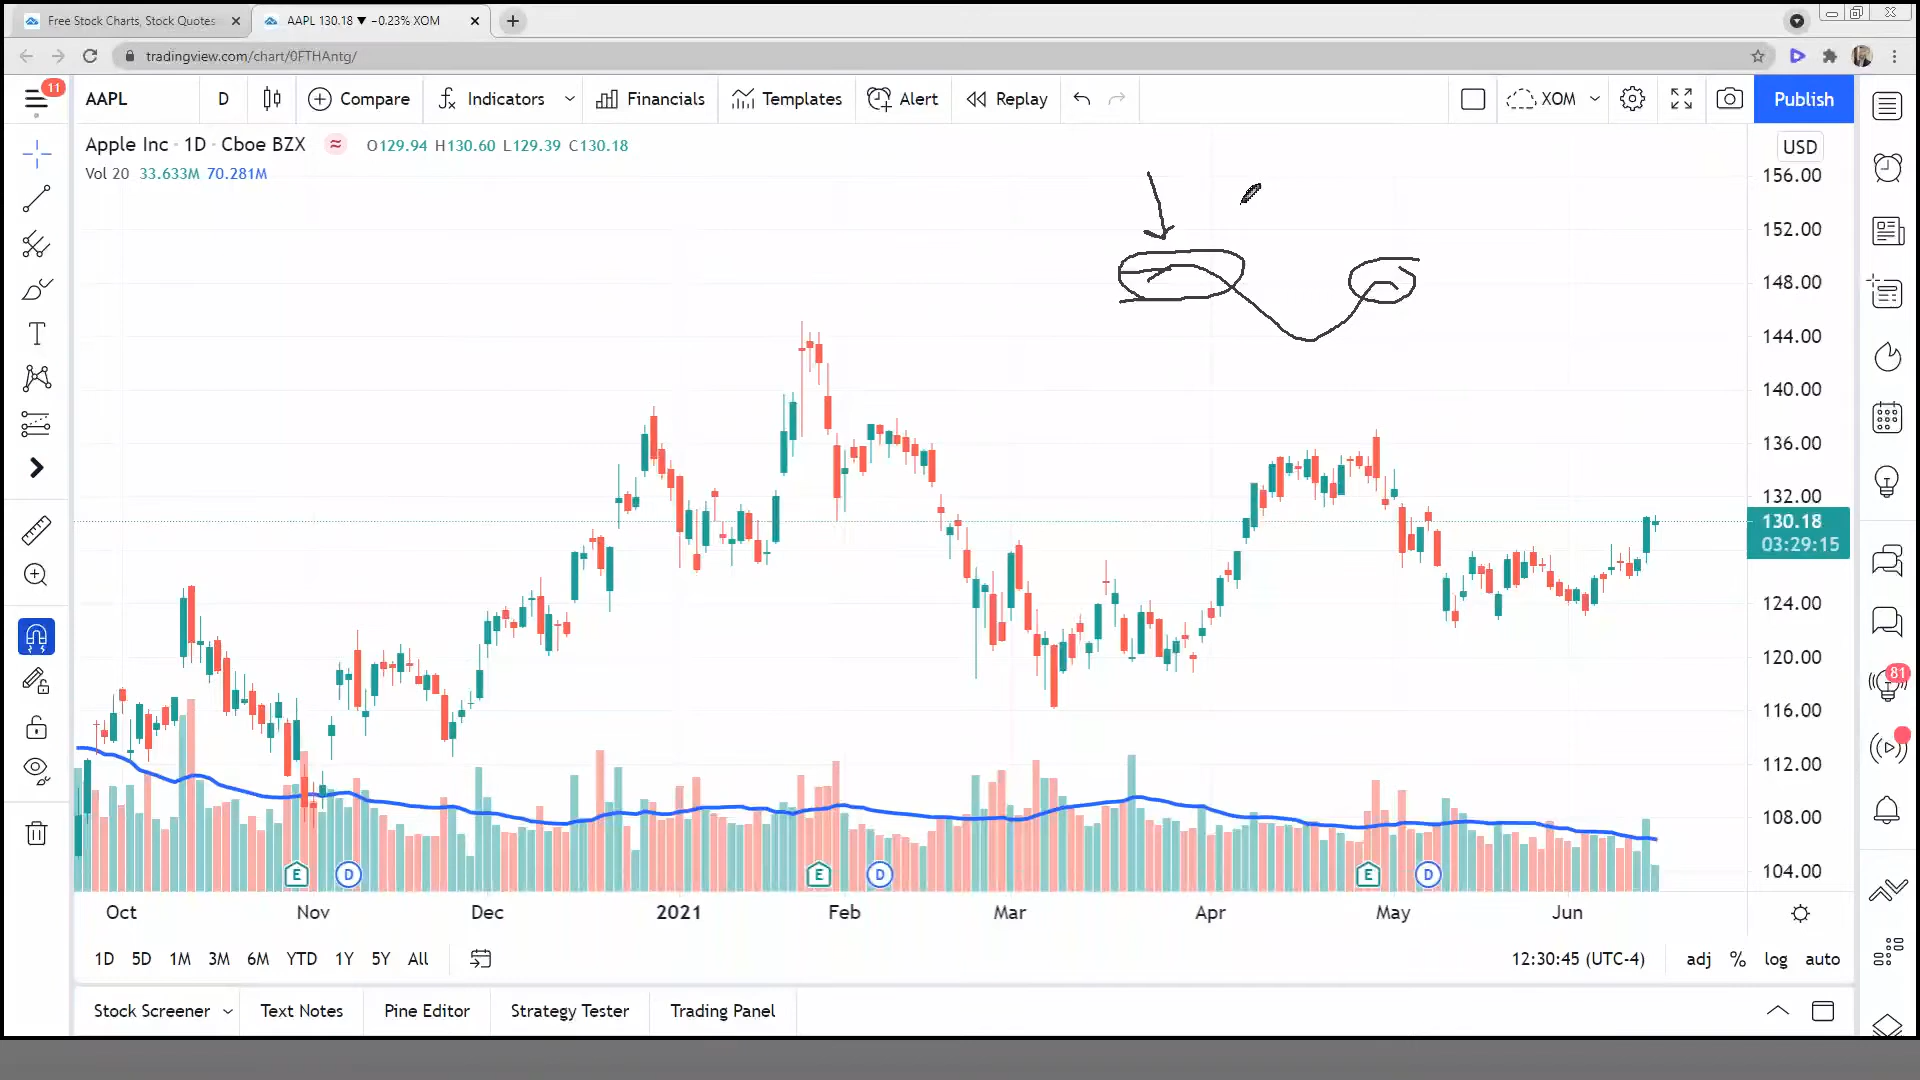 Free Stock Charts, Stock Quotes
AAPL 130.18 ▼ −0.23% XOM
tradingview.com/chart/0FTHAntg/
11
AAPL D Compare Indicators Financials Templates Alert Replay XOM Publish
Apple Inc · 1D · Cboe BZX ≈ O129.94 H130.60 L129.39 C130.18
Vol 20 33.633M 70.281M
USD
156.00
152.00
148.00
144.00
140.00
136.00
132.00
130.18
03:29:15
124.00
120.00
116.00
112.00
108.00
104.00
81
E D E D E D
Oct Nov Dec 2021 Feb Mar Apr May Jun
1D 5D 1M 3M 6M YTD 1Y 5Y All 12:30:45 (UTC-4) adj % log auto
Stock Screener Text Notes Pine Editor Strategy Tester Trading Panel